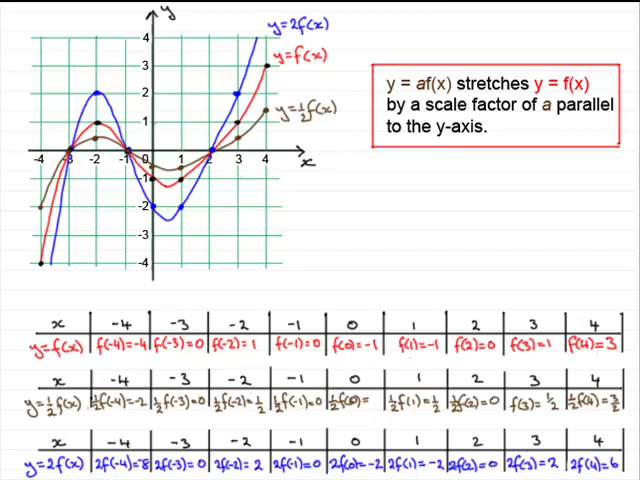 y
y=2f(x)
y=f(x)
y=½f(x)
4
3
2
1
-4 -3 -2 -1 0 1 2 3 4
x
-1
-2
-3
-4
y = af(x) stretches y = f(x)
by a scale factor of a parallel
to the y-axis.
x -4 -3 -2 -1 0 1 2 3 4
y=f(x) f(-4)=-4 f(-3)=0 f(-2)=1 f(-1)=0 f(0)=-1 f(1)=-1 f(2)=0 f(3)=1 f(4)=3
x -4 -3 -2 -1 0 1 2 3 4
y=½f(x) ½f(-4)=-2 ½f(-3)=0 ½f(-2)=½ ½f(-1)=0 ½f(0)= ½f(1)=½ ½f(2)=0 f(3)=½ ½f(4)=3/2
x -4 -3 -2 -1 0 1 2 3 4
y=2f(x) 2f(-4)=-8 2f(-3)=0 2f(-2)=2 2f(-1)=0 2f(0)=-2 2f(1)=-2 2f(2)=0 2f(3)=2 2f(4)=6